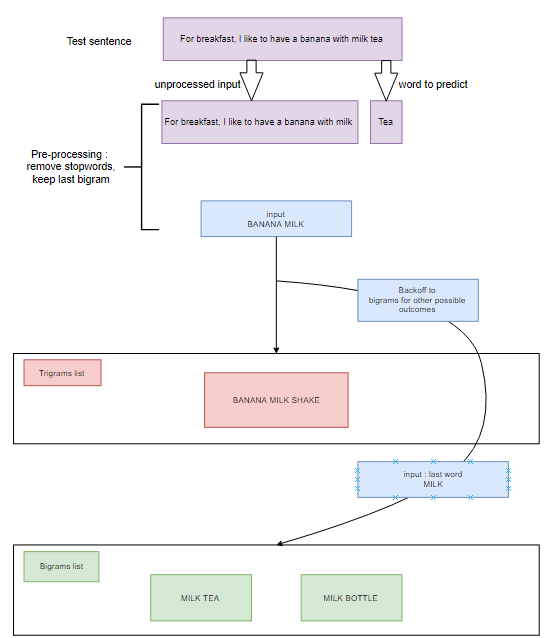 Test sentence
For breakfast, I like to have a banana with milk tea
unprocessed input
word to predict
For breakfast, I like to have a banana with milk
Tea
Pre-processing :
remove stopwords,
keep last bigram
input
BANANA MILK
Backoff to
bigrams for other possible
outcomes
Trigrams list
BANANA MILK SHAKE
input : last word
MILK
Bigrams list
MILK TEA
MILK BOTTLE